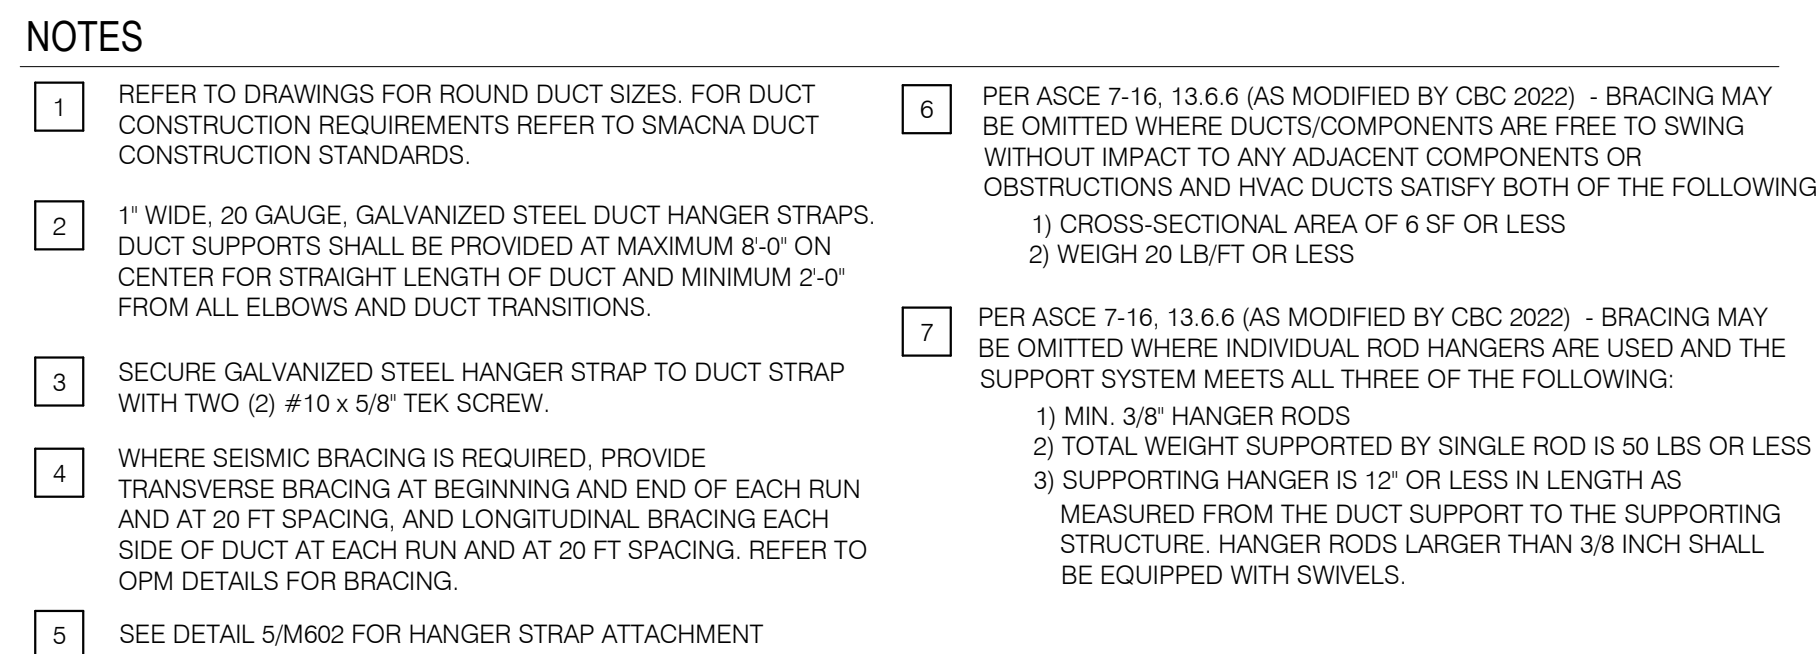 NOTES
1
REFER TO DRAWINGS FOR ROUND DUCT SIZES. FOR DUCT
CONSTRUCTION REQUIREMENTS REFER TO SMACNA DUCT
CONSTRUCTION STANDARDS.
2
1" WIDE, 20 GAUGE, GALVANIZED STEEL DUCT HANGER STRAPS.
DUCT SUPPORTS SHALL BE PROVIDED AT MAXIMUM 8'-0" ON
CENTER FOR STRAIGHT LENGTH OF DUCT AND MINIMUM 2'-0"
FROM ALL ELBOWS AND DUCT TRANSITIONS.
3
SECURE GALVANIZED STEEL HANGER STRAP TO DUCT STRAP
WITH TWO (2) #10 x 5/8" TEK SCREW.
4
WHERE SEISMIC BRACING IS REQUIRED, PROVIDE
TRANSVERSE BRACING AT BEGINNING AND END OF EACH RUN
AND AT 20 FT SPACING, AND LONGITUDINAL BRACING EACH
SIDE OF DUCT AT EACH RUN AND AT 20 FT SPACING. REFER TO
OPM DETAILS FOR BRACING.
5
SEE DETAIL 5/M602 FOR HANGER STRAP ATTACHMENT
6
PER ASCE 7-16, 13.6.6 (AS MODIFIED BY CBC 2022) - BRACING MAY
BE OMITTED WHERE DUCTS/COMPONENTS ARE FREE TO SWING
WITHOUT IMPACT TO ANY ADJACENT COMPONENTS OR
OBSTRUCTIONS AND HVAC DUCTS SATISFY BOTH OF THE FOLLOWING
1) CROSS-SECTIONAL AREA OF 6 SF OR LESS
2) WEIGH 20 LB/FT OR LESS
7
PER ASCE 7-16, 13.6.6 (AS MODIFIED BY CBC 2022) - BRACING MAY
BE OMITTED WHERE INDIVIDUAL ROD HANGERS ARE USED AND THE
SUPPORT SYSTEM MEETS ALL THREE OF THE FOLLOWING:
1) MIN. 3/8" HANGER RODS
2) TOTAL WEIGHT SUPPORTED BY SINGLE ROD IS 50 LBS OR LESS
3) SUPPORTING HANGER IS 12" OR LESS IN LENGTH AS
MEASURED FROM THE DUCT SUPPORT TO THE SUPPORTING
STRUCTURE. HANGER RODS LARGER THAN 3/8 INCH SHALL
BE EQUIPPED WITH SWIVELS.